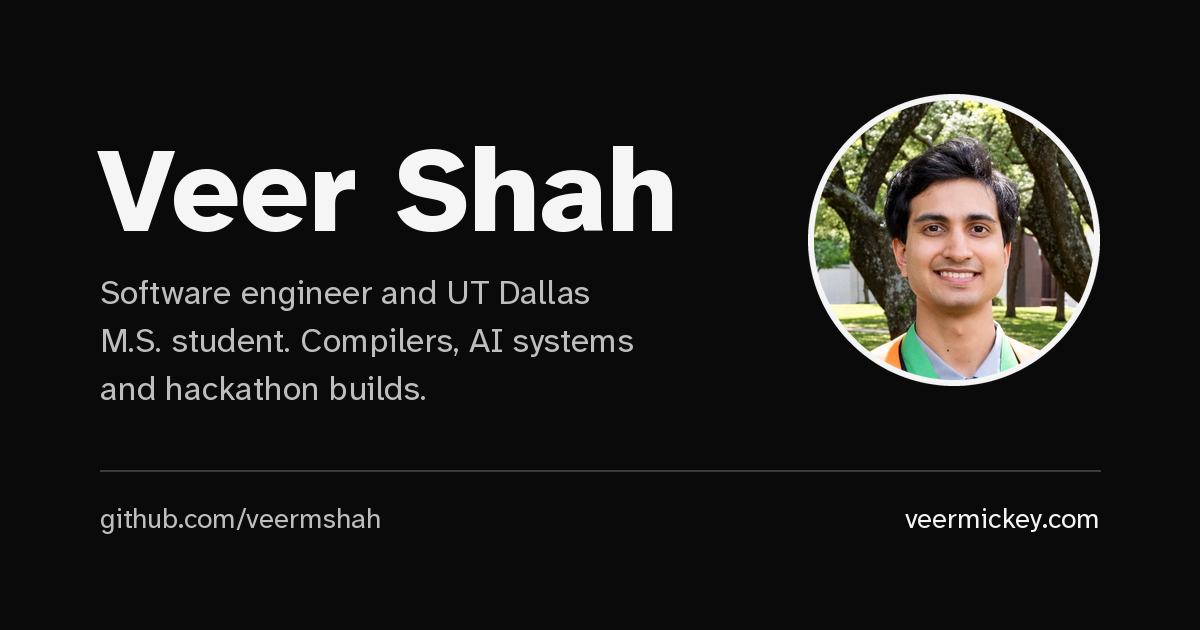 Veer Shah
Software engineer and UT Dallas
M.S. student. Compilers, AI systems
and hackathon builds.
github.com/veermshah
veermickey.com